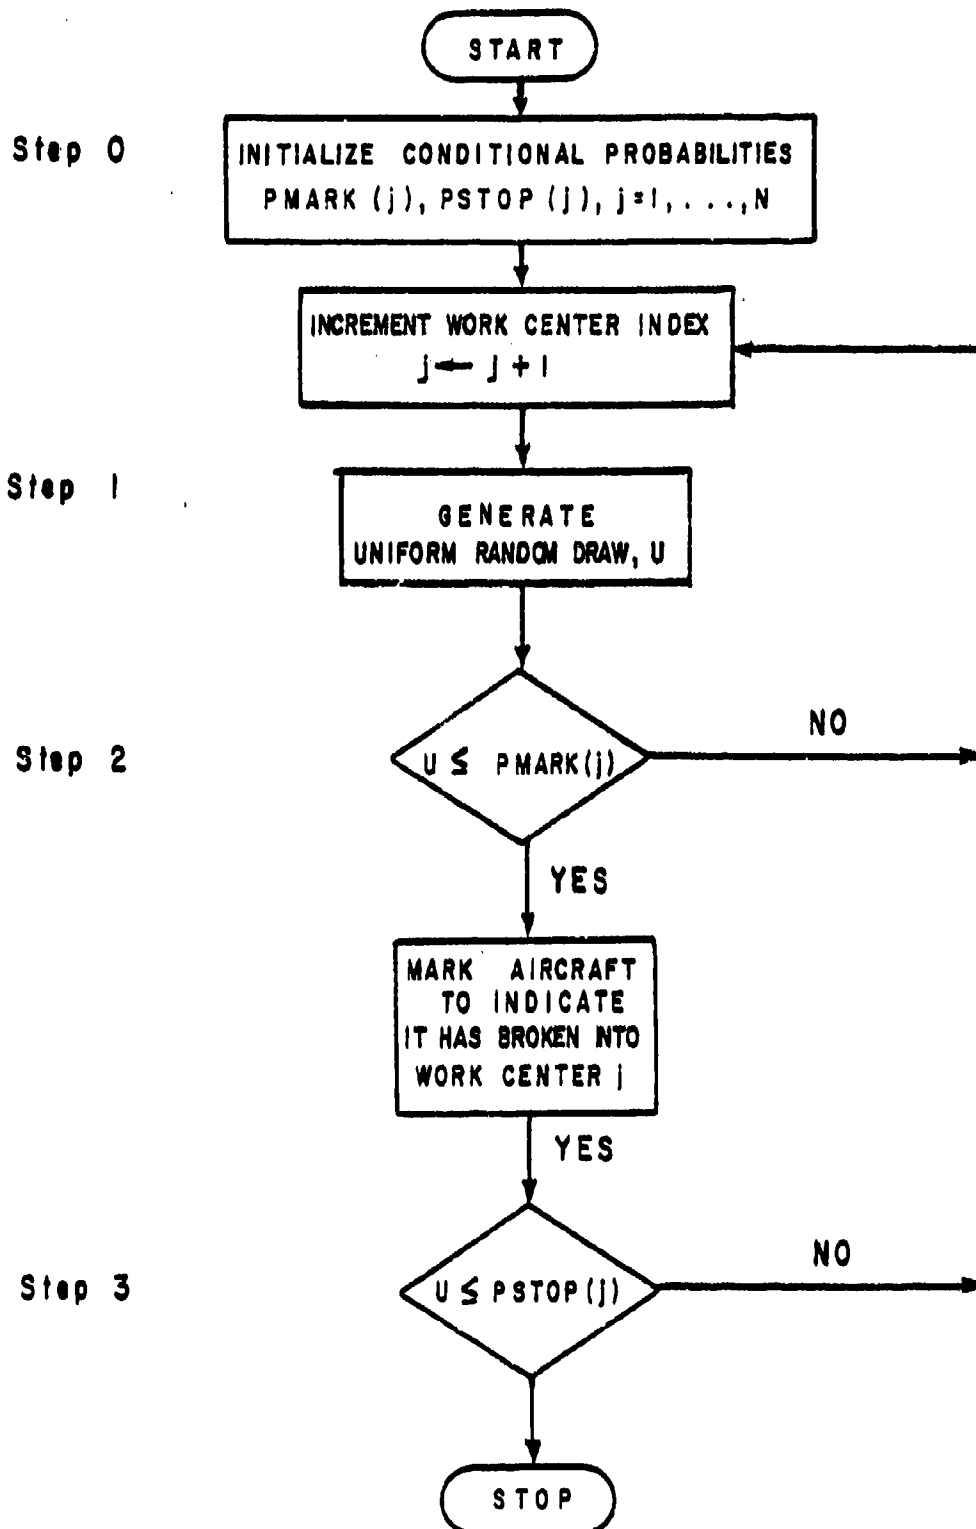 START
Step 0
INITIALIZE CONDITIONAL PROBABILITIES
PMARK (j), PSTOP (j), j=1, . . . , N
INCREMENT WORK CENTER INDEX
j ← j + 1
Step 1
GENERATE
UNIFORM RANDOM DRAW, U
Step 2
U ≤ PMARK(j)
NO
YES
MARK AIRCRAFT
TO INDICATE
IT HAS BROKEN INTO
WORK CENTER j
YES
Step 3
U ≤ PSTOP(j)
NO
STOP